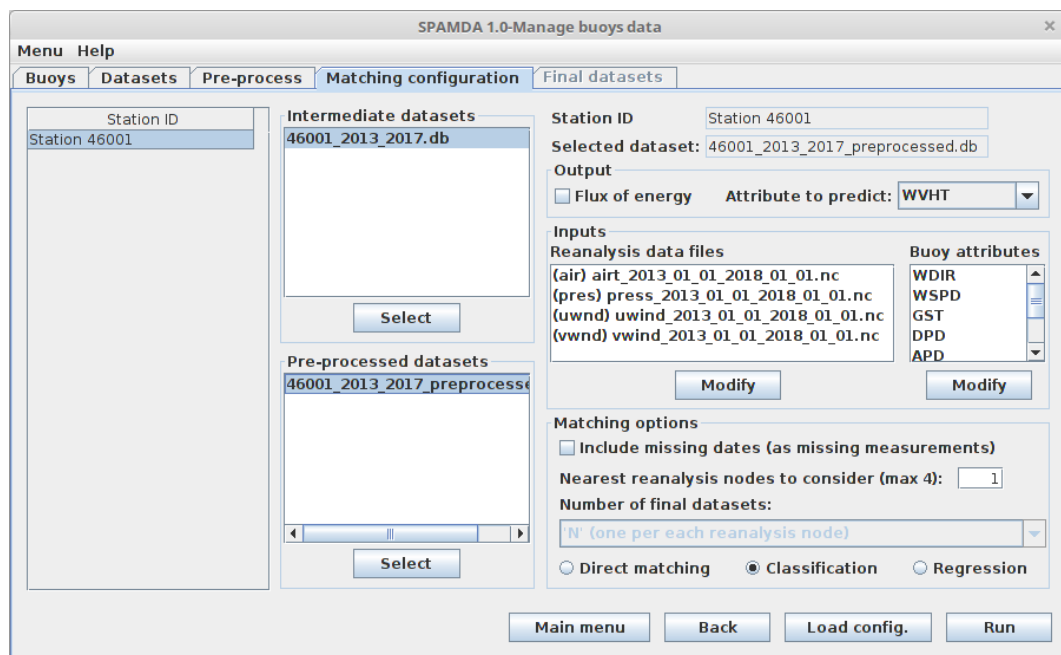 SPAMDA 1.0-Manage buoys data
Menu Help
Buoys Datasets Pre-process Matching configuration Final datasets
Station ID
Station 46001
Intermediate datasets
46001_2013_2017.db
Select
Pre-processed datasets
46001_2013_2017_preprocesse
Select
Station ID Station 46001
Selected dataset: 46001_2013_2017_preprocessed.db
Output
Flux of energy Attribute to predict: WVHT
Inputs
Reanalysis data files
(air) airt_2013_01_01_2018_01_01.nc
(pres) press_2013_01_01_2018_01_01.nc
(uwnd) uwind_2013_01_01_2018_01_01.nc
(vwnd) vwind_2013_01_01_2018_01_01.nc
Modify
Buoy attributes
WDIR
WSPD
GST
DPD
APD
Modify
Matching options
Include missing dates (as missing measurements)
Nearest reanalysis nodes to consider (max 4): 1
Number of final datasets:
'N' (one per each reanalysis node)
Direct matching Classification Regression
Main menu Back Load config. Run